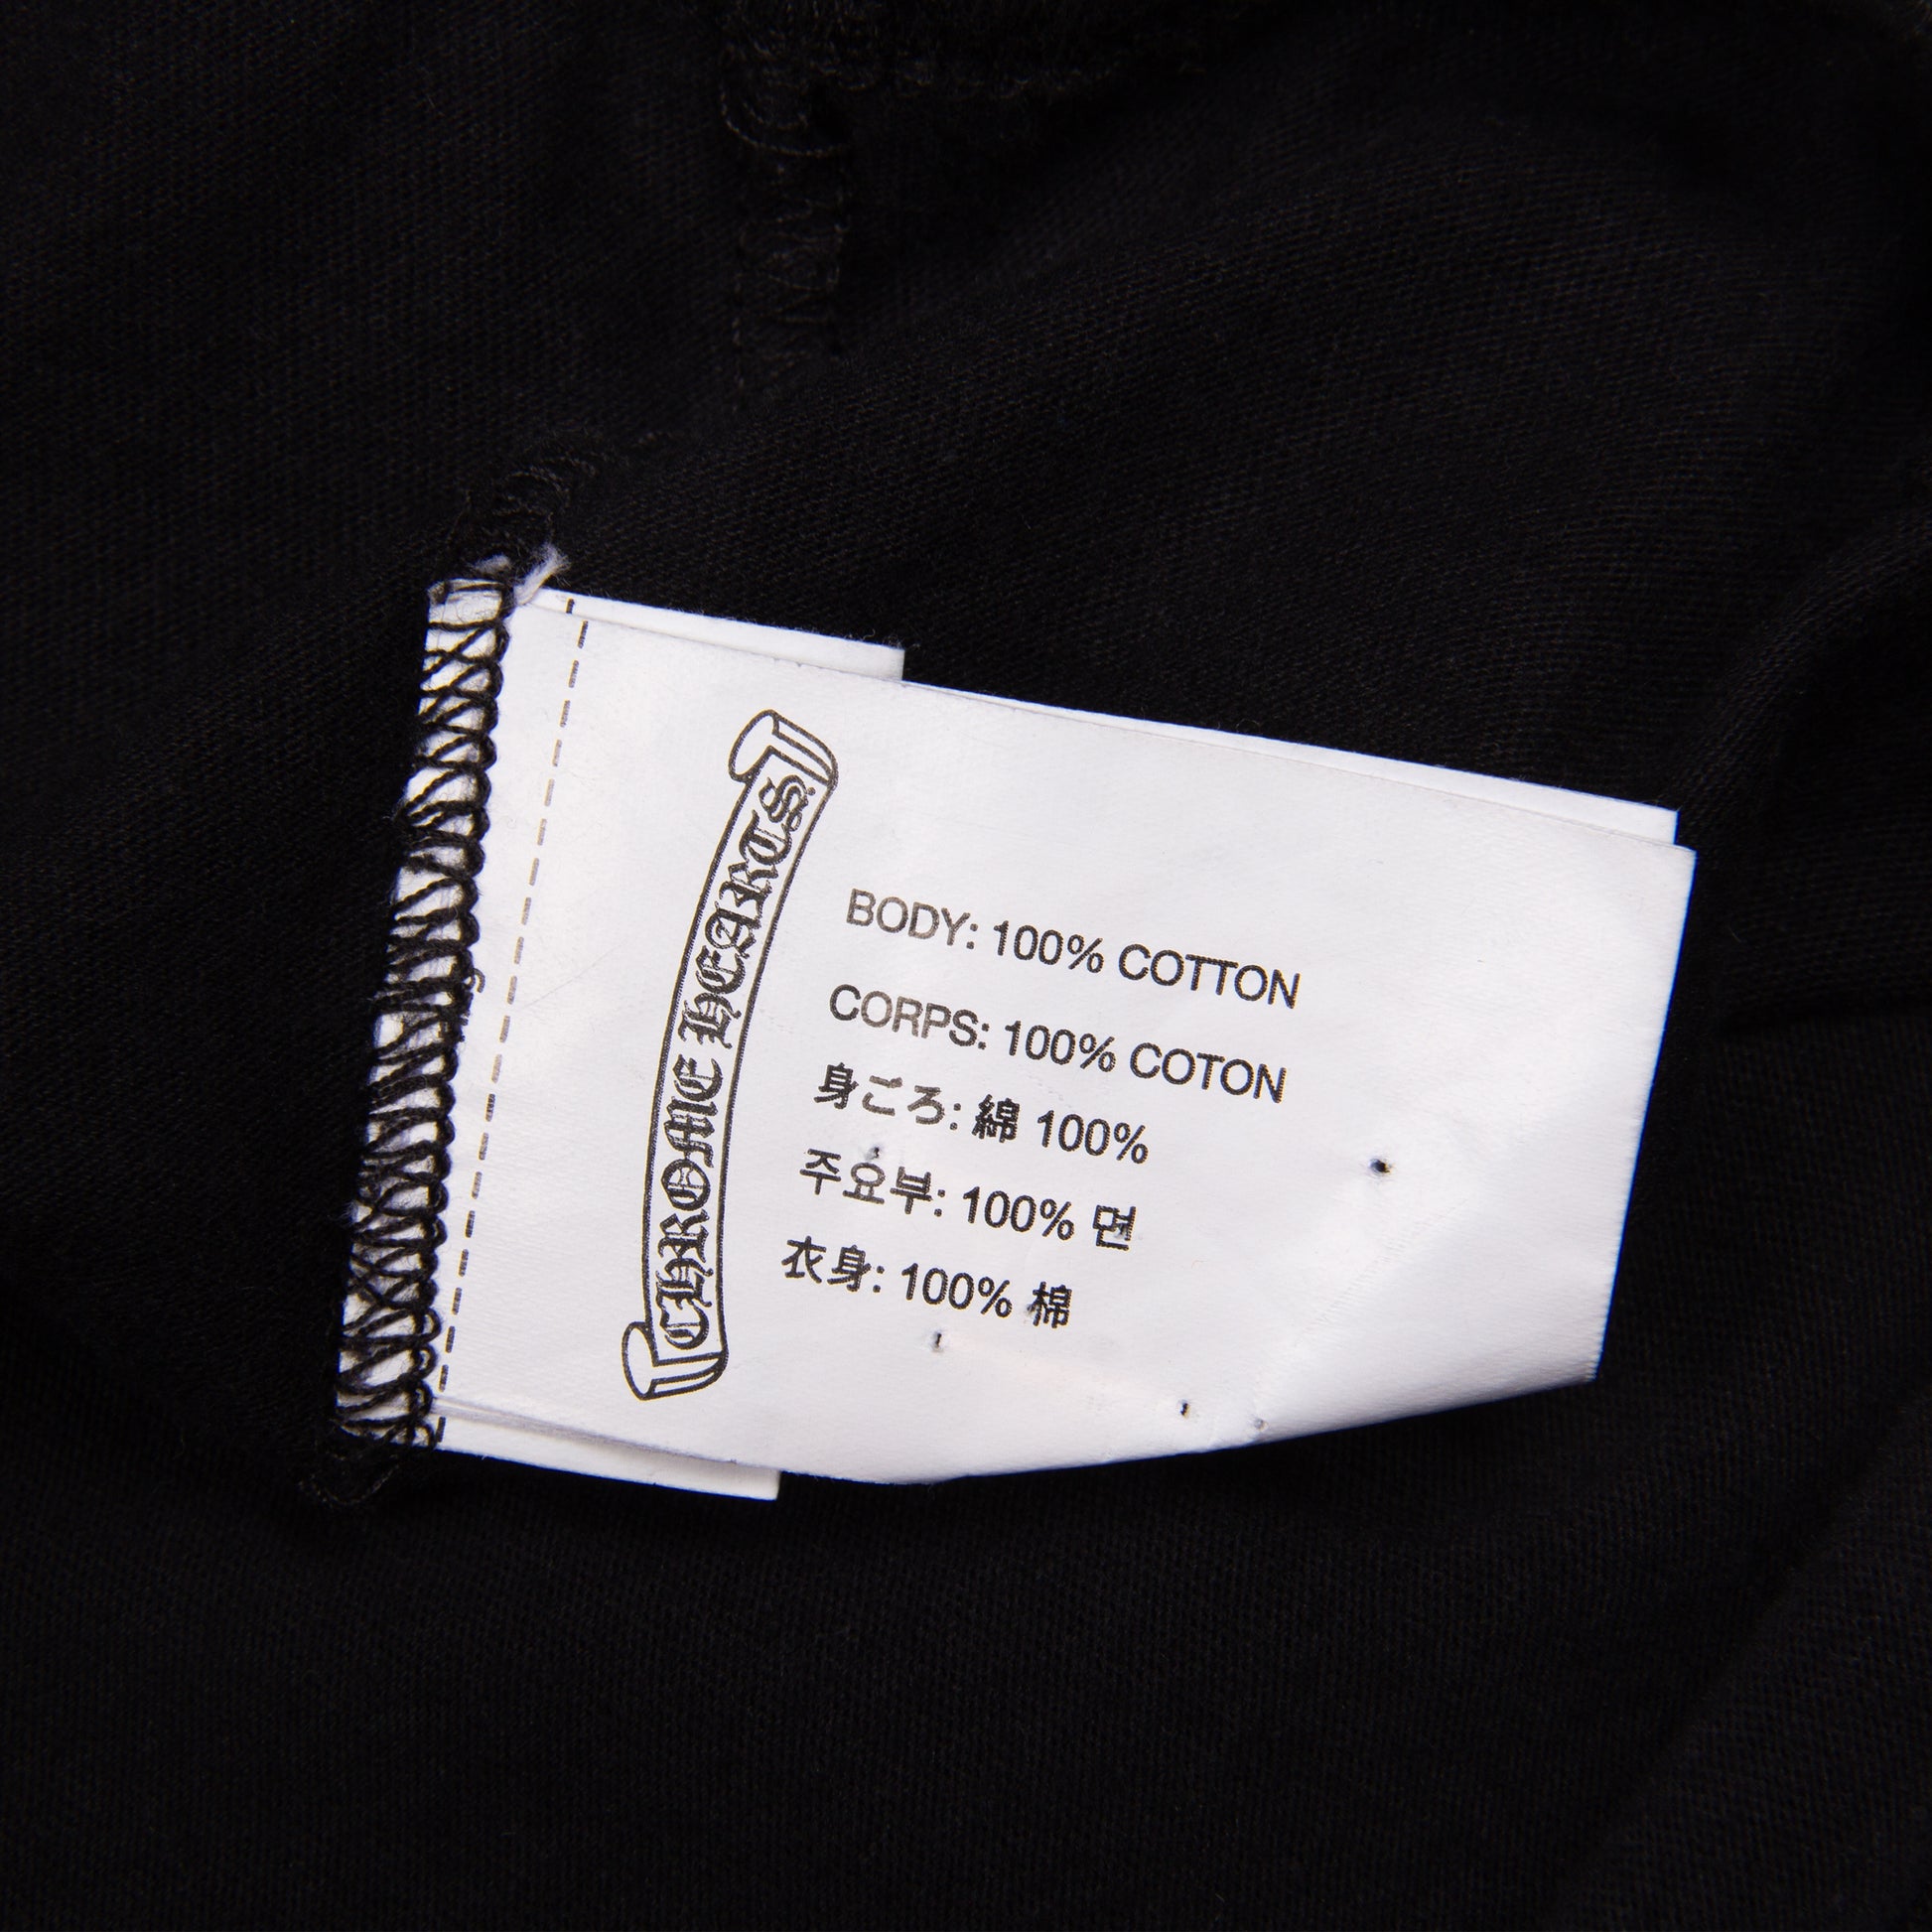 CHROME HEARTS
BODY: 100% COTTON
CORPS: 100% COTON
身ごろ: 綿 100%
주요부: 100% 면
衣身: 100% 棉